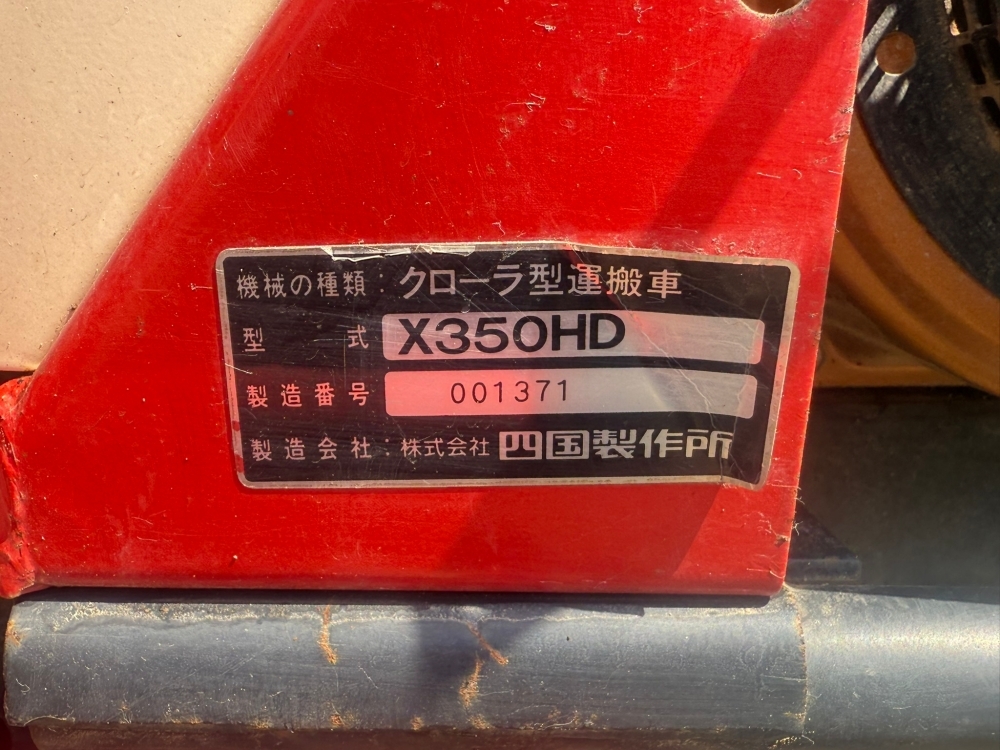 機械の種類：クローラ型運搬車
型式 X350HD
製造番号 001371
製造会社：株式会社 四国製作所